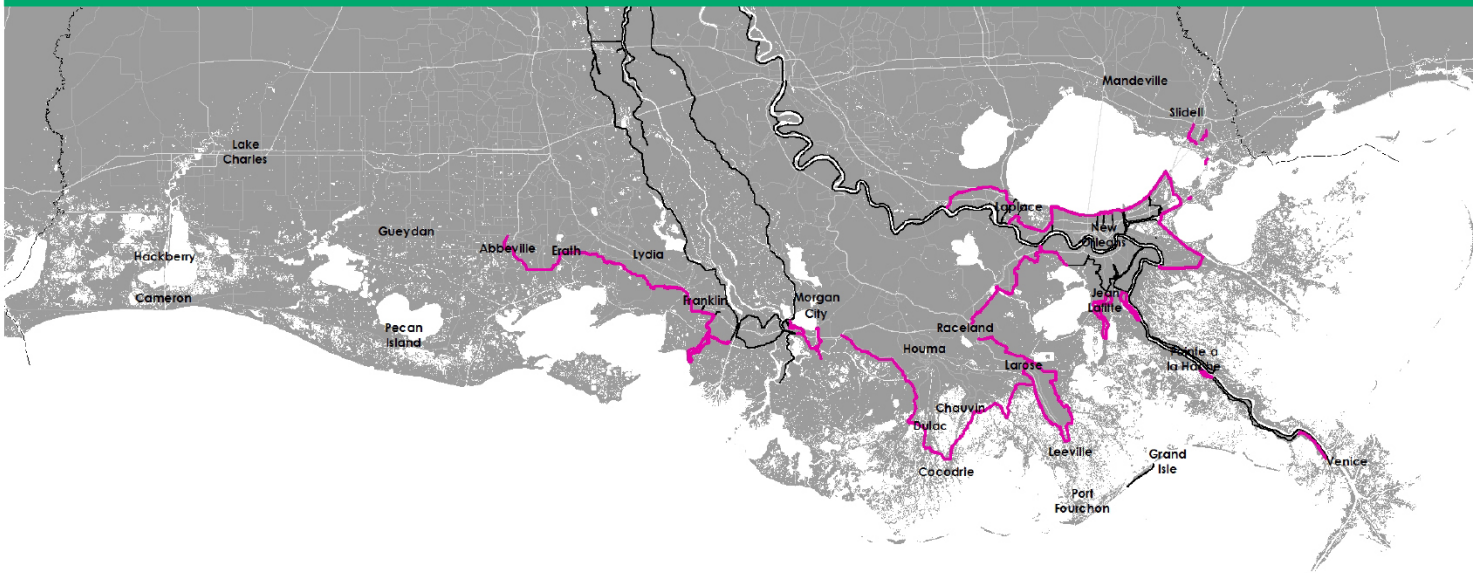 Mandeville
Slidell
Lake
Charles
Laplace
New
Orleans
Gueydan
Abbeville
Erath
Lydia
Hackberry
Cameron
Franklin
Morgan
City
Jean
Lafitte
Pecan
Island
Raceland
Houma
Larose
Pointe a
la Hache
Chauvin
Dulac
Leeville
Grand
Isle
Venice
Cocodrie
Port
Fourchon